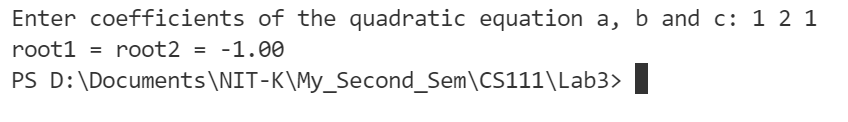 Enter coefficients of the quadratic equation a, b and c: 1 2 1
root1 = root2 = -1.00
PS D:\Documents\NIT-K\My_Second_Sem\CS111\Lab3>